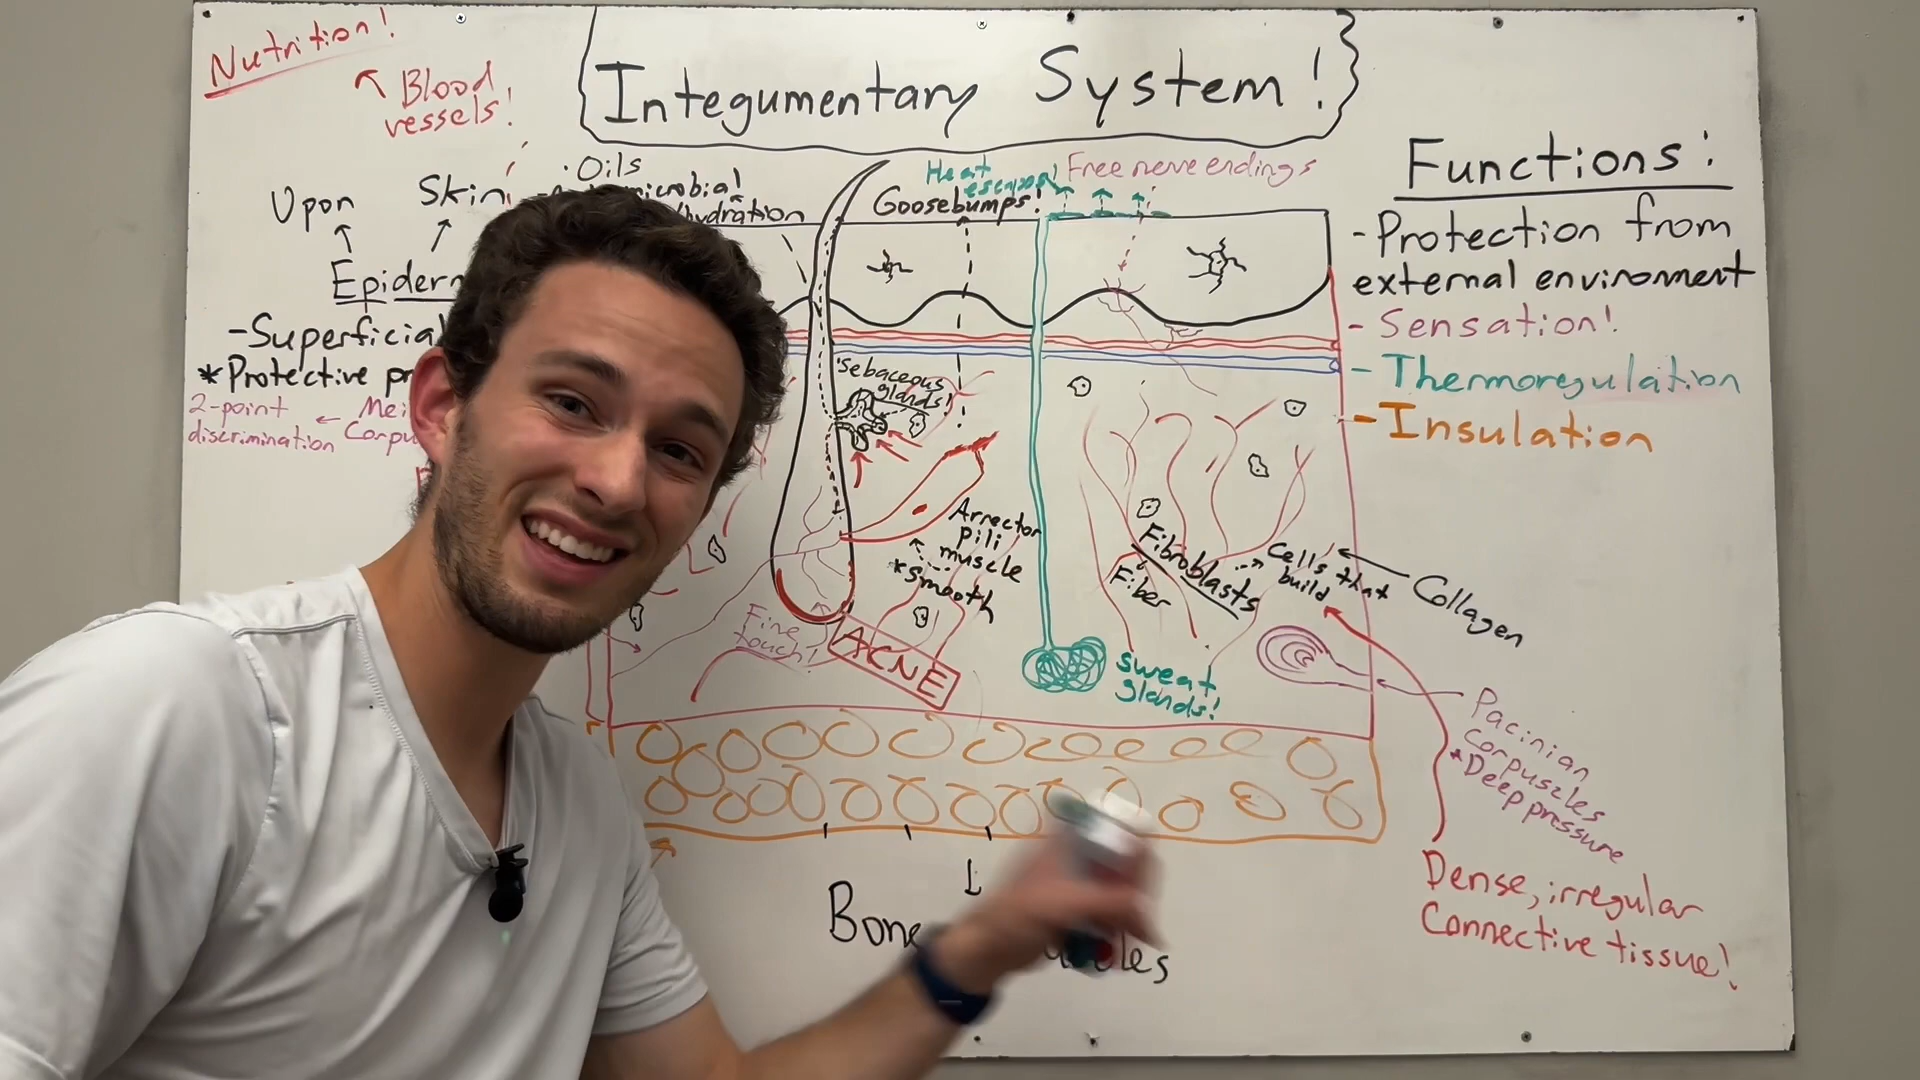 Nutrition!
Blood
vessels!
Integumentary System!
Upon
Skin
Epiderm
-Superficial
*Protective
2-point
discrimination
· Oils
hydration
Heat
escapes!
Goosebumps!
Free nerve endings
Sebaceous
glands!
Arrector
pili
muscle
*smooth
Fine
touch!
ACNE
sweat
glands!
Fibroblasts
Fiber
Cells that
build
Collagen
Pacinian
Corpuscles
*Deep pressure
Dense, irregular
Connective tissue!
Functions:
- Protection from
external environment
- Sensation!
- Thermoregulation
- Insulation
Bone